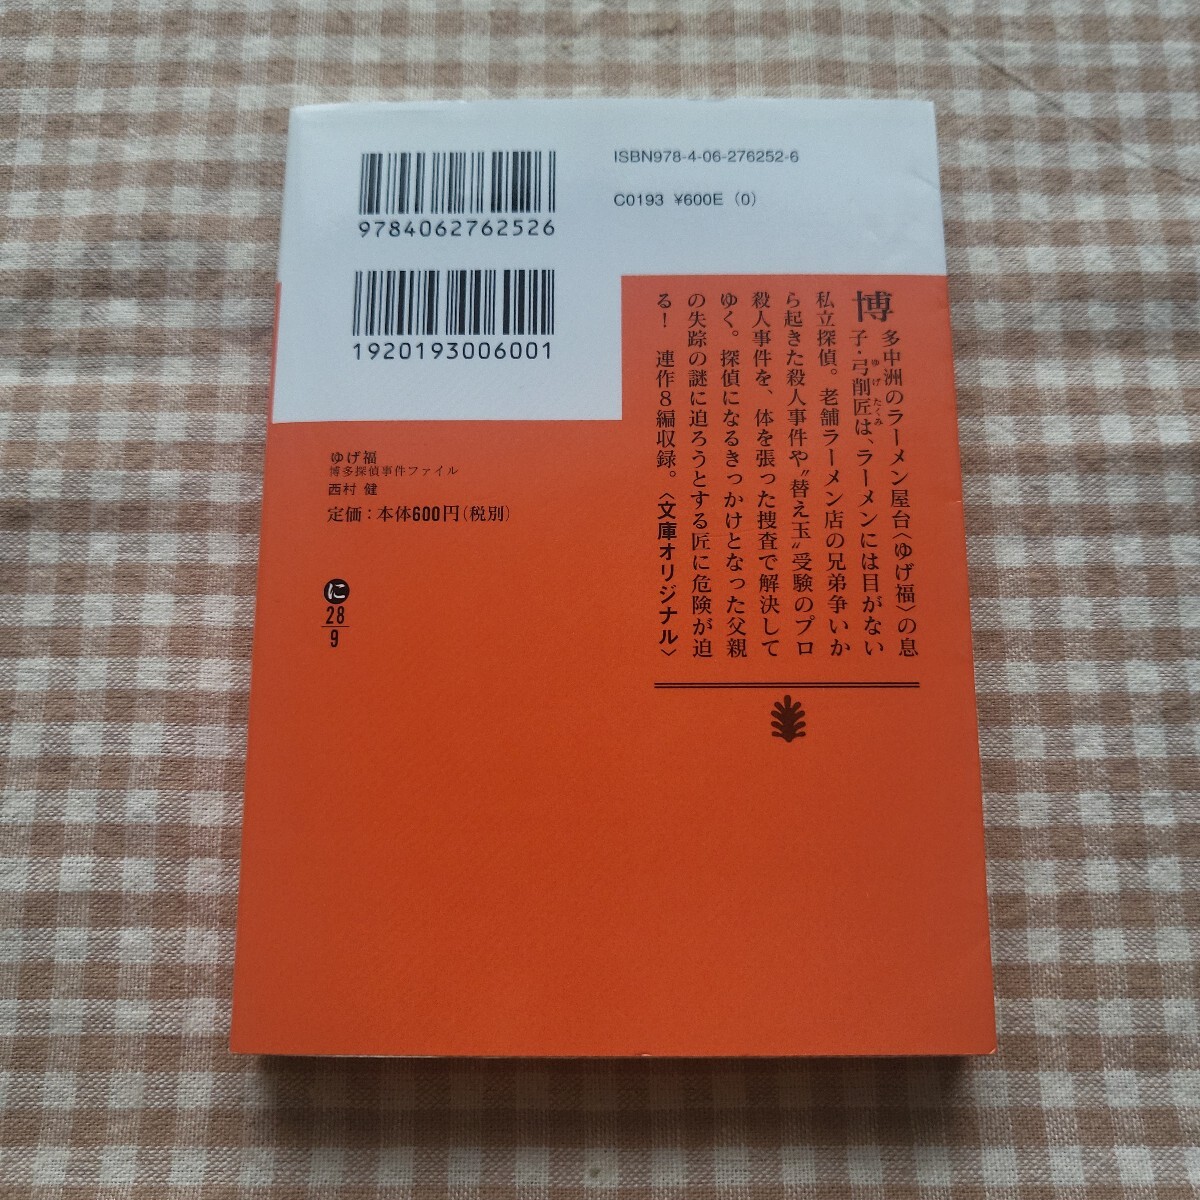 ISBN978-4-06-276252-6
C0193 ¥600E (0)
9784062762526
1920193006001
博多中洲のラーメン屋台〈ゆげ福〉の息
子・弓削匠は、ラーメンには目がない
ゆげたくみ
私立探偵。老舗ラーメン店の兄弟争いか
ら起きた殺人事件や〝替え玉〟受験のプロ
殺人事件を、体を張った捜査で解決して
ゆく。探偵になるきっかけとなった父親
の失踪の謎に迫ろうとする匠に危険が迫
る! 連作8編収録。〈文庫オリジナル〉
ゆげ福
博多探偵事件ファイル
西村 健
定価:本体600円(税別)
に
28
9